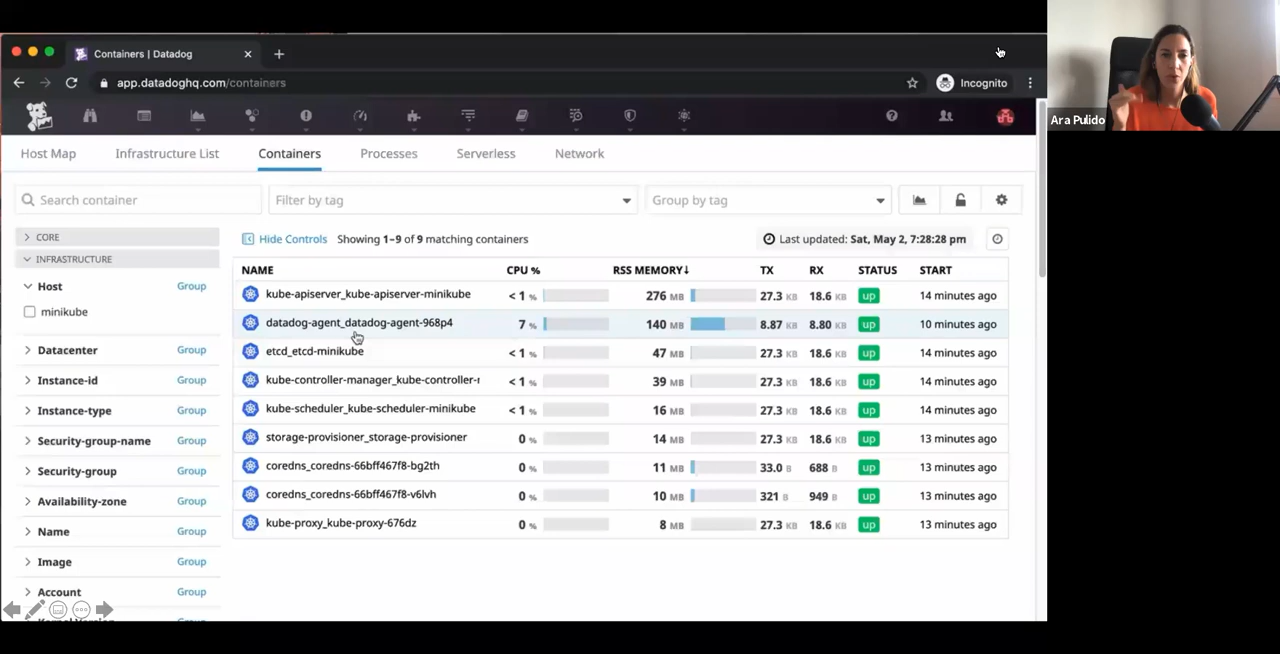 Containers | Datadog
app.datadoghq.com/containers
Incognito
Ara Pulido
Host Map Infrastructure List Containers Processes Serverless Network
Search container Filter by tag Group by tag
CORE
INFRASTRUCTURE
Host Group
minikube
Datacenter Group
Instance-id Group
Instance-type Group
Security-group-name Group
Security-group Group
Availability-zone Group
Name Group
Image Group
Account Group
Hide Controls Showing 1–9 of 9 matching containers Last updated: Sat, May 2, 7:28:28 pm
NAME CPU % RSS MEMORY↓ TX RX STATUS START
kube-apiserver_kube-apiserver-minikube < 1 % 276 MB 27.3 KB 18.6 KB up 14 minutes ago
datadog-agent_datadog-agent-968p4 7 % 140 MB 8.87 KB 8.80 KB up 10 minutes ago
etcd_etcd-minikube < 1 % 47 MB 27.3 KB 18.6 KB up 14 minutes ago
kube-controller-manager_kube-controller- < 1 % 39 MB 27.3 KB 18.6 KB up 14 minutes ago
kube-scheduler_kube-scheduler-minikube < 1 % 16 MB 27.3 KB 18.6 KB up 14 minutes ago
storage-provisioner_storage-provisioner 0 % 14 MB 27.3 KB 18.6 KB up 13 minutes ago
coredns_coredns-66bff467f8-bg2th 0 % 11 MB 33.0 B 688 B up 13 minutes ago
coredns_coredns-66bff467f8-v6lvh 0 % 10 MB 321 B 949 B up 13 minutes ago
kube-proxy_kube-proxy-676dz 0 % 8 MB 27.3 KB 18.6 KB up 13 minutes ago